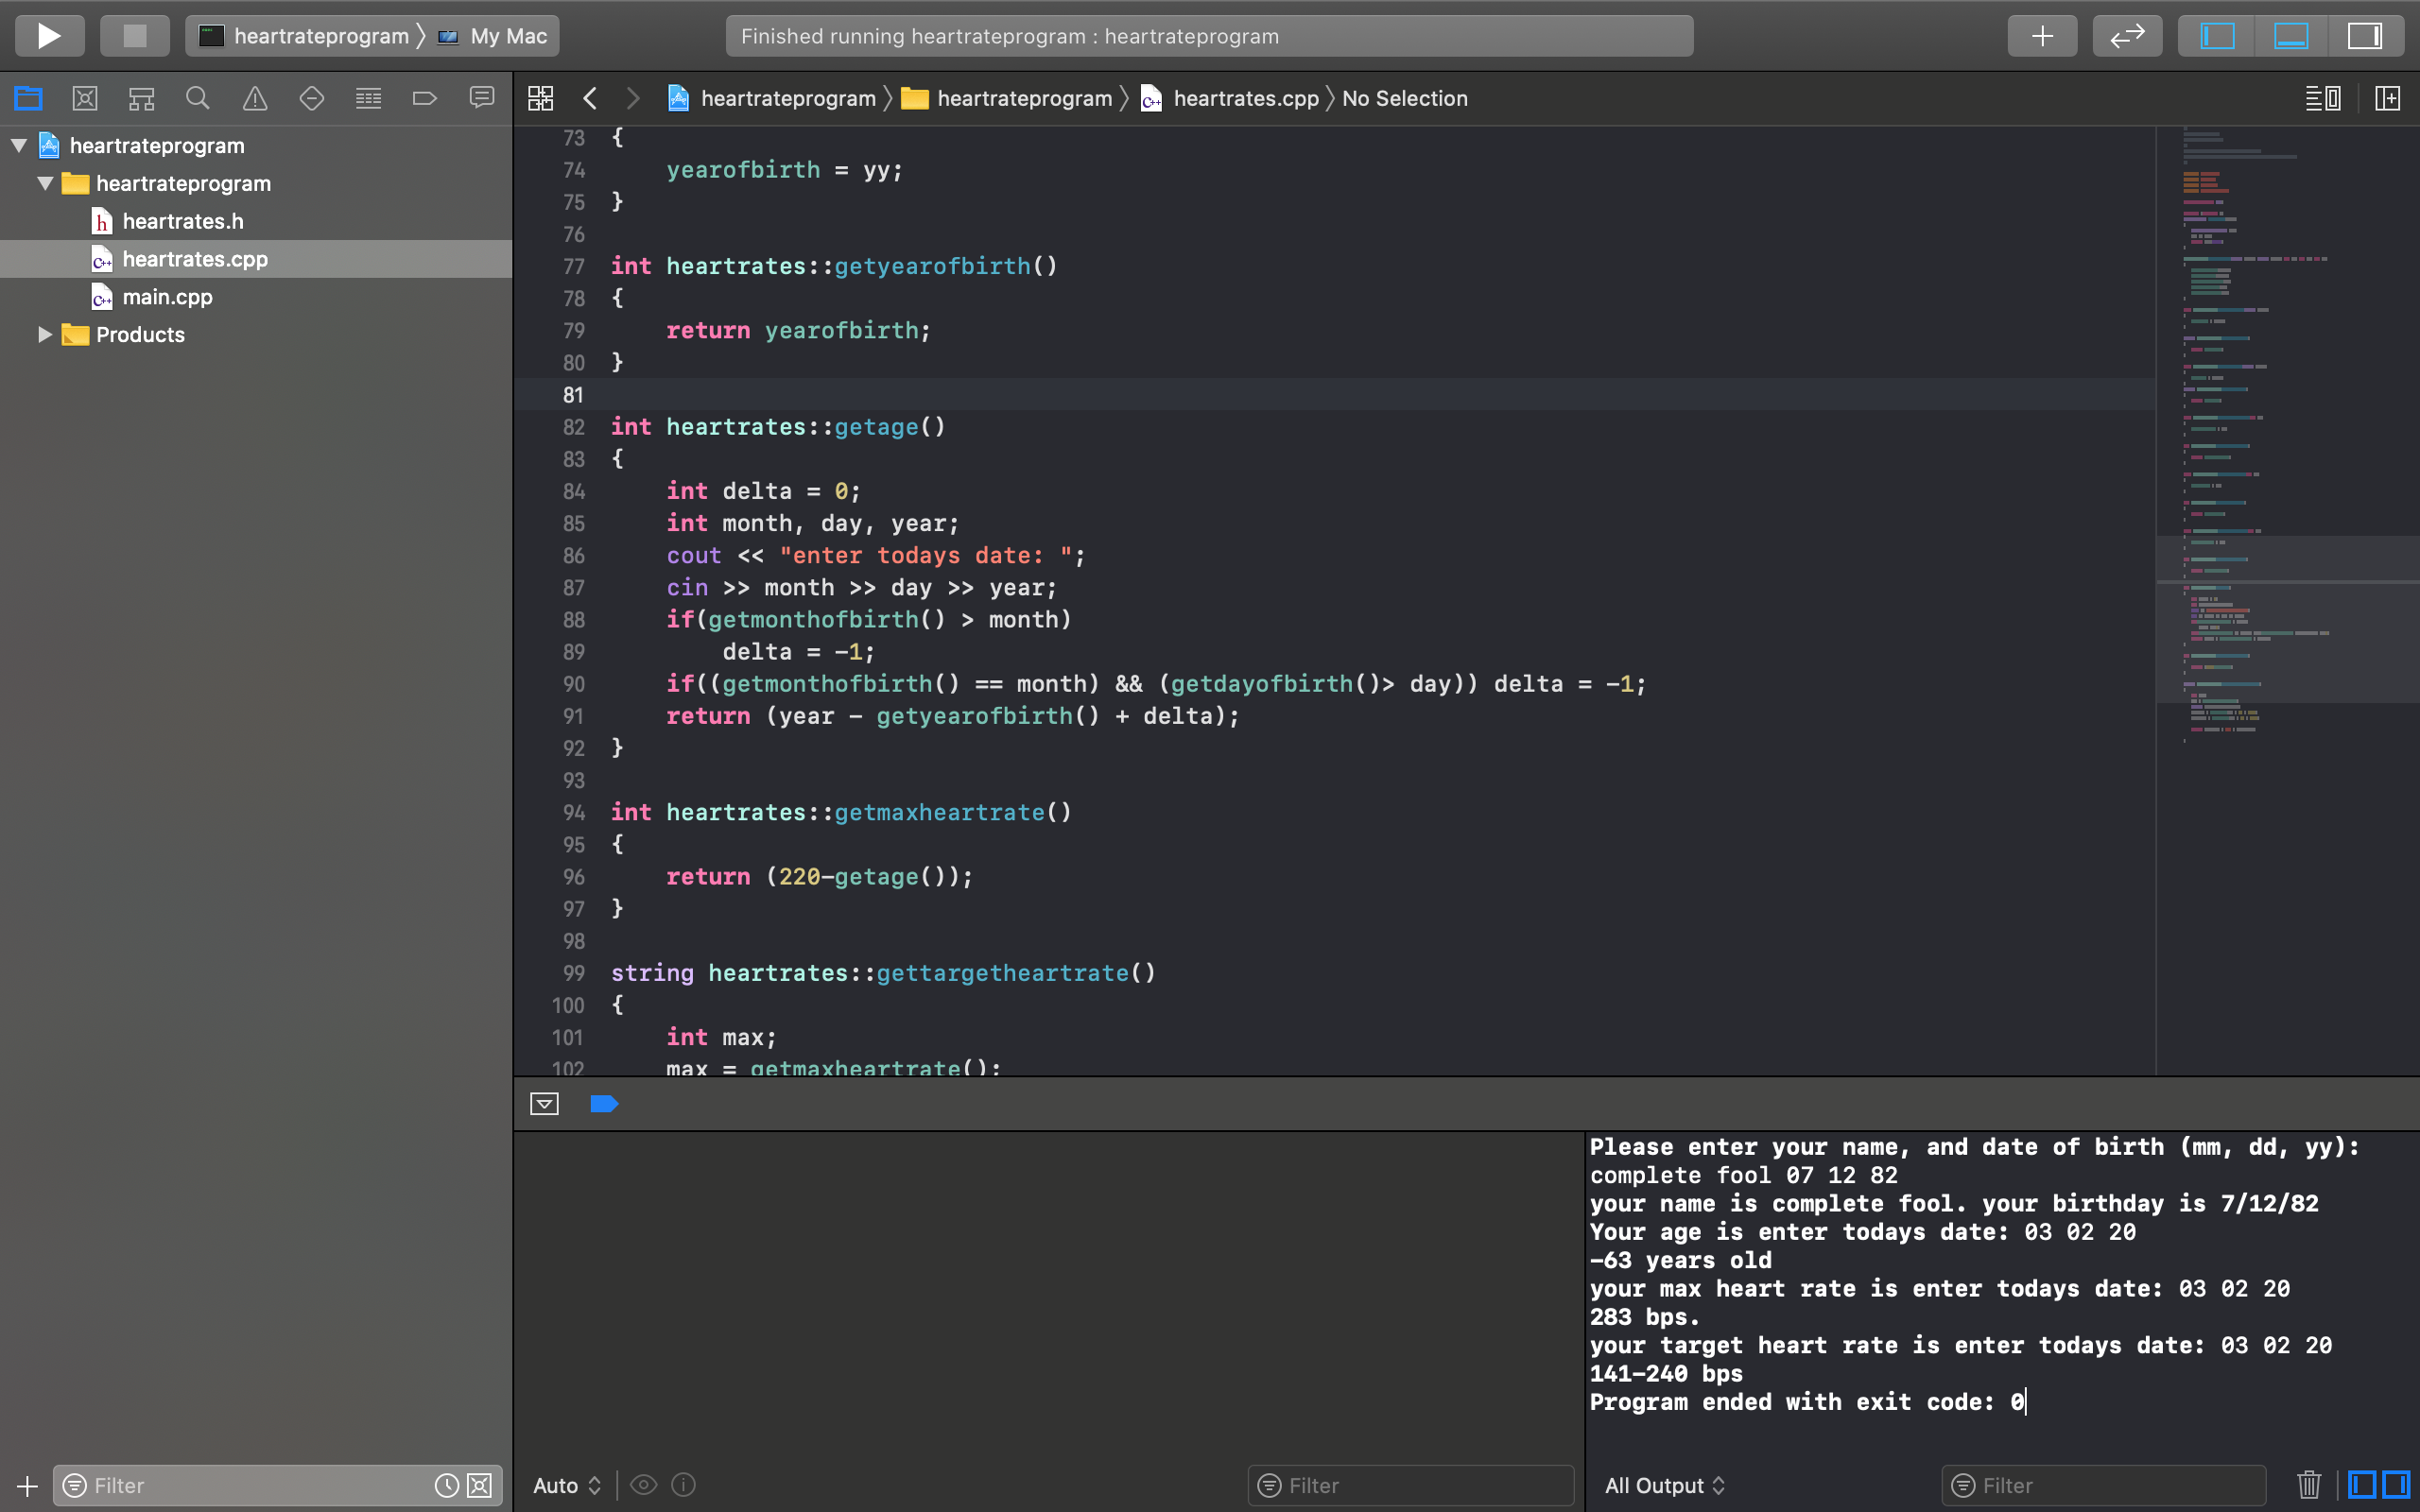 heartrateprogram 〉 My Mac
Finished running heartrateprogram : heartrateprogram
heartrateprogram 〉 heartrateprogram 〉 heartrates.cpp 〉 No Selection
heartrateprogram
heartrateprogram
heartrates.h
heartrates.cpp
main.cpp
Products
73 {
74     yearofbirth = yy;
75 }
76
77 int heartrates::getyearofbirth()
78 {
79     return yearofbirth;
80 }
81
82 int heartrates::getage()
83 {
84     int delta = 0;
85     int month, day, year;
86     cout << "enter todays date: ";
87     cin >> month >> day >> year;
88     if(getmonthofbirth() > month)
89         delta = -1;
90     if((getmonthofbirth() == month) && (getdayofbirth()> day)) delta = -1;
91     return (year - getyearofbirth() + delta);
92 }
93
94 int heartrates::getmaxheartrate()
95 {
96     return (220-getage());
97 }
98
99 string heartrates::gettargetheartrate()
100 {
101     int max;
102     max = getmaxheartrate();
Please enter your name, and date of birth (mm, dd, yy):
complete fool 07 12 82
your name is complete fool. your birthday is 7/12/82
Your age is enter todays date: 03 02 20
-63 years old
your max heart rate is enter todays date: 03 02 20
283 bps.
your target heart rate is enter todays date: 03 02 20
141-240 bps
Program ended with exit code: 0
Filter
Auto
Filter
All Output
Filter